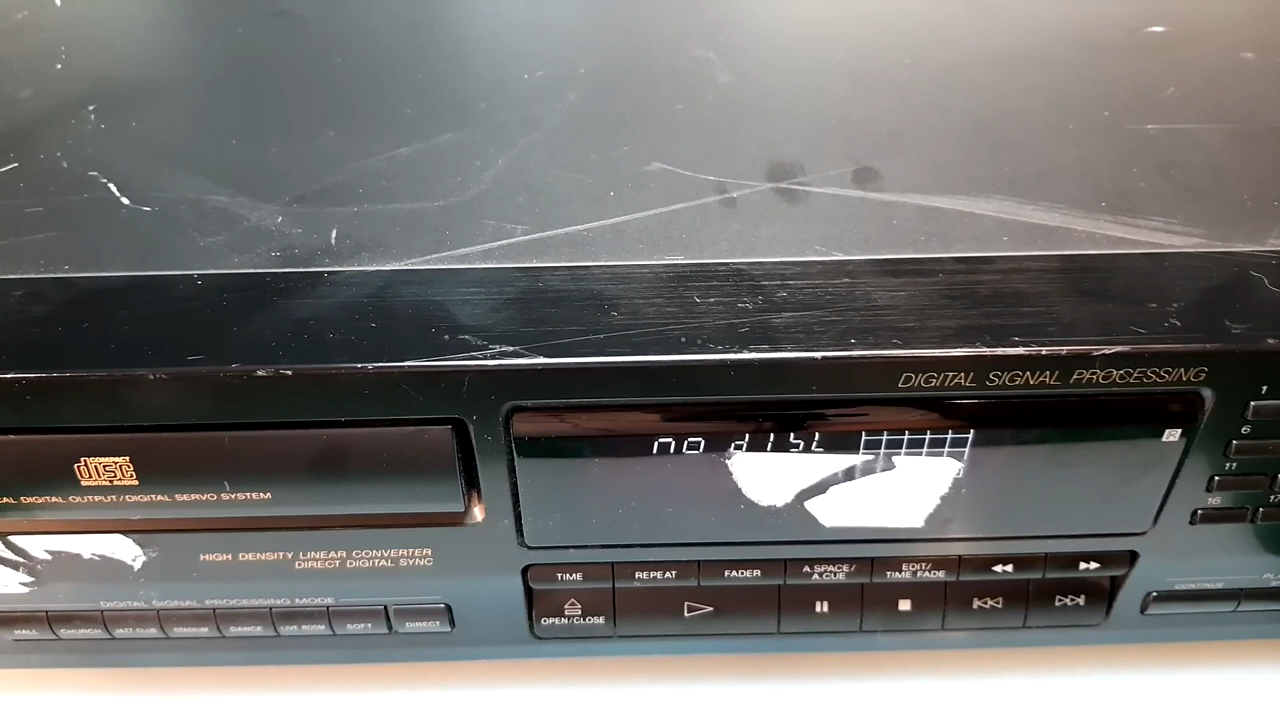 DIGITAL SIGNAL PROCESSING
1
6
11
16
17
no dISC
COMPACT
disc
DIGITAL AUDIO
CAL DIGITAL OUTPUT/DIGITAL SERVO SYSTEM
HIGH DENSITY LINEAR CONVERTER
DIRECT DIGITAL SYNC
TIME
REPEAT
FADER
A.SPACE/
A.CUE
EDIT/
TIME FADE
OPEN/CLOSE
CONTINUE
DIGITAL SIGNAL PROCESSING MODE
HALL
CHURCH
JAZZ CLUB
STADIUM
DANCE
LIVE ROOM
SOFT
DIRECT